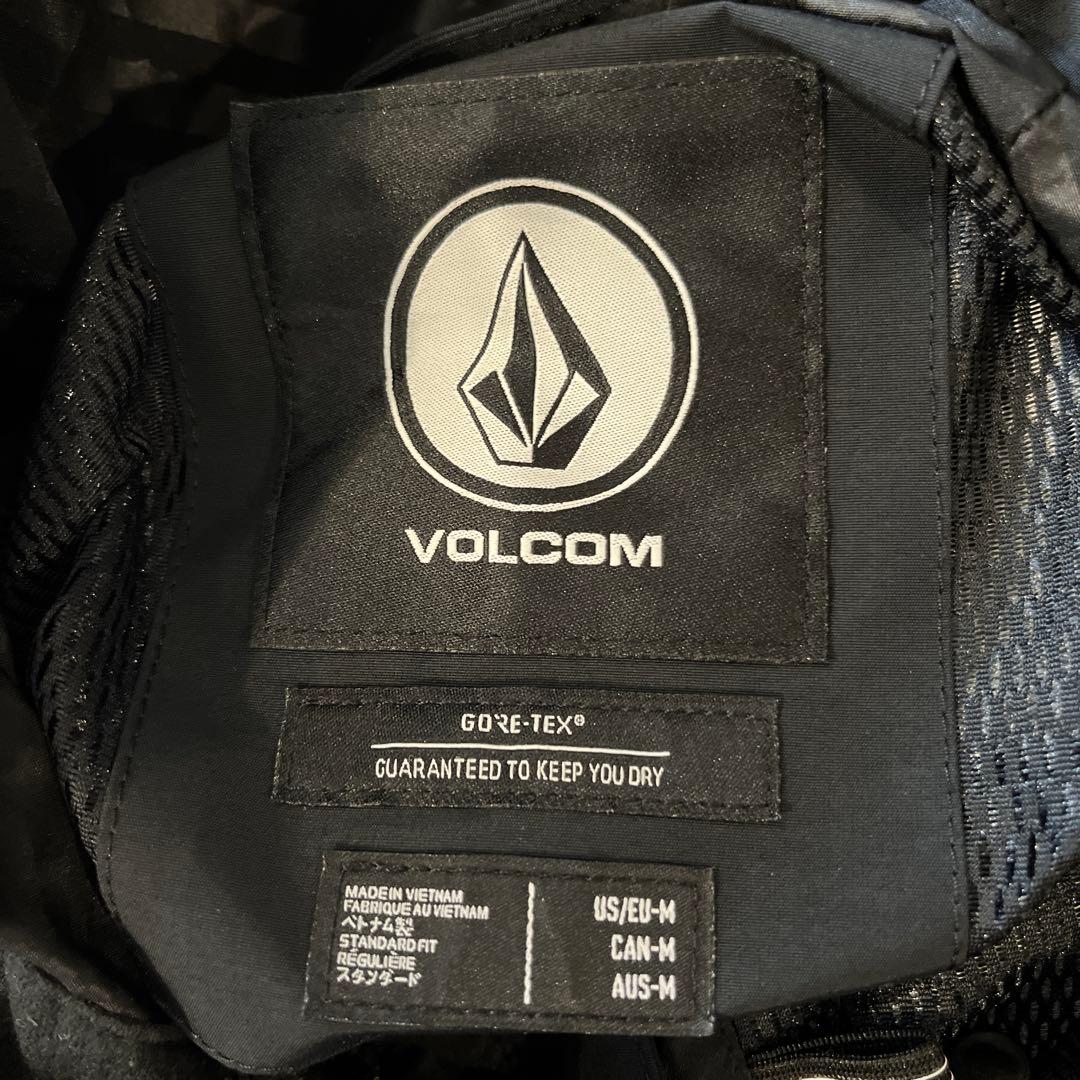 VOLCOM
GORE-TEX®
GUARANTEED TO KEEP YOU DRY
MADE IN VIETNAM
FABRIQUE AU VIETNAM
ベトナム製
STANDARD FIT
RÉGULIÈRE
スタンダード
US/EU-M
CAN-M
AUS-M